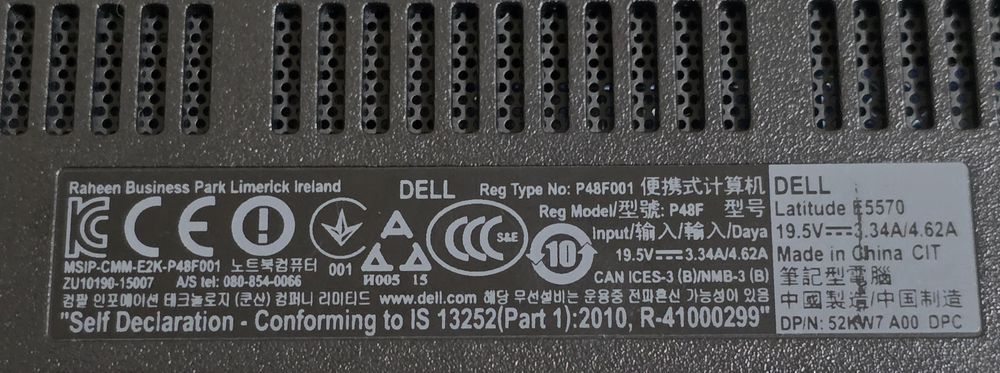 Raheen Business Park Limerick Ireland
DELL
Reg Type No: P48F001 便携式计算机
Reg Model/型號: P48F 型号
Input/输入/輸入/Daya
19.5V⎓3.34A/4.62A
CAN ICES-3 (B)/NMB-3 (B)
CCC S&E
10
001
И005 15
MSIP-CMM-E2K-P48F001 노트북컴퓨터
ZU10190-15007 A/S tel: 080-854-0066
컴팔 인포메이션 테크놀로지 (쿤산) 컴퍼니 리미티드 www.dell.com 해당 무선설비는 운용중 전파혼신 가능성이 있음
"Self Declaration - Conforming to IS 13252(Part 1):2010, R-41000299"
DELL
Latitude E5570
19.5V⎓3.34A/4.62A
Made in China CIT
筆記型電腦
中國製造/中国制造
DP/N: 52KW7 A00 DPC